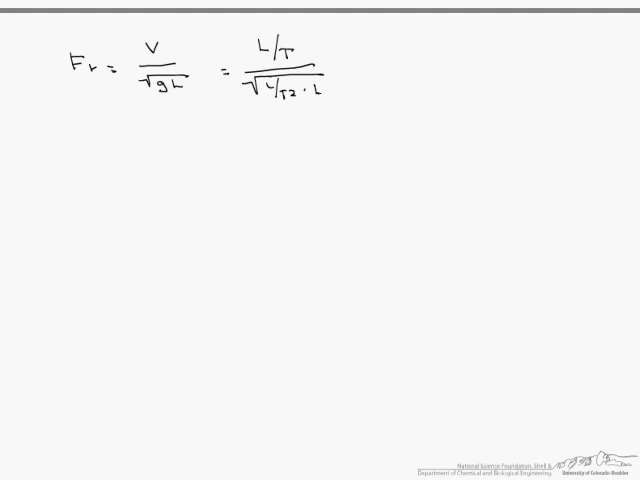 Fr = V / √gL = L/T / √L/T2 · L
National Science Foundation, Shell &
Department of Chemical and Biological Engineering
University of Colorado-Boulder